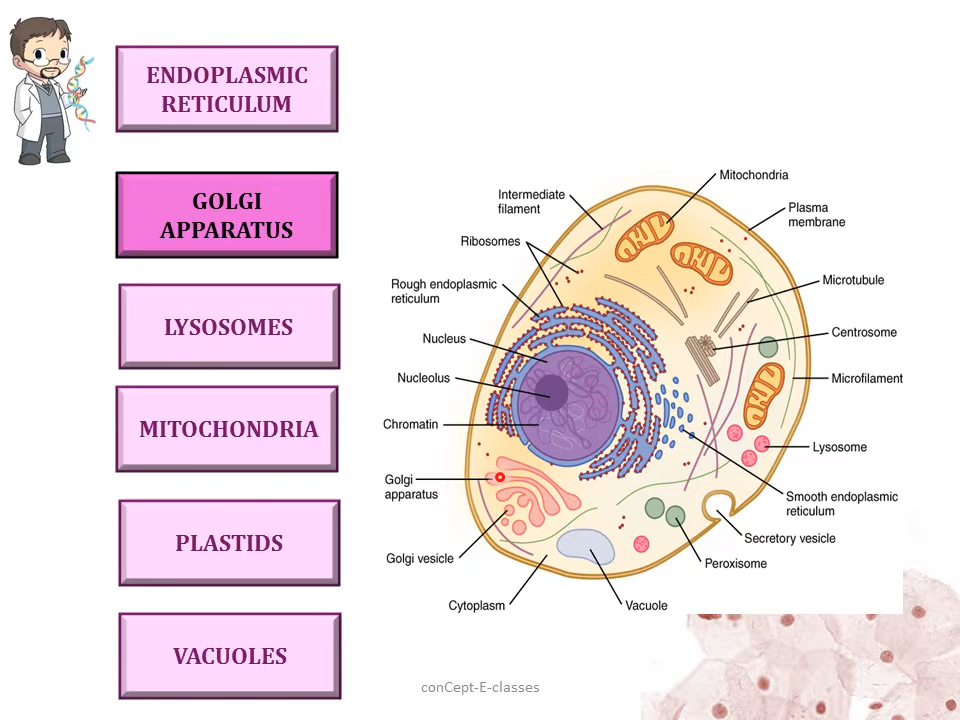 ENDOPLASMIC
RETICULUM
GOLGI
APPARATUS
LYSOSOMES
MITOCHONDRIA
PLASTIDS
VACUOLES
Mitochondria
Intermediate
filament
Plasma
membrane
Ribosomes
Rough endoplasmic
reticulum
Microtubule
Nucleus
Centrosome
Nucleolus
Microfilament
Chromatin
Lysosome
Golgi
apparatus
Smooth endoplasmic
reticulum
Secretory vesicle
Golgi vesicle
Peroxisome
Cytoplasm
Vacuole
conCept-E-classes